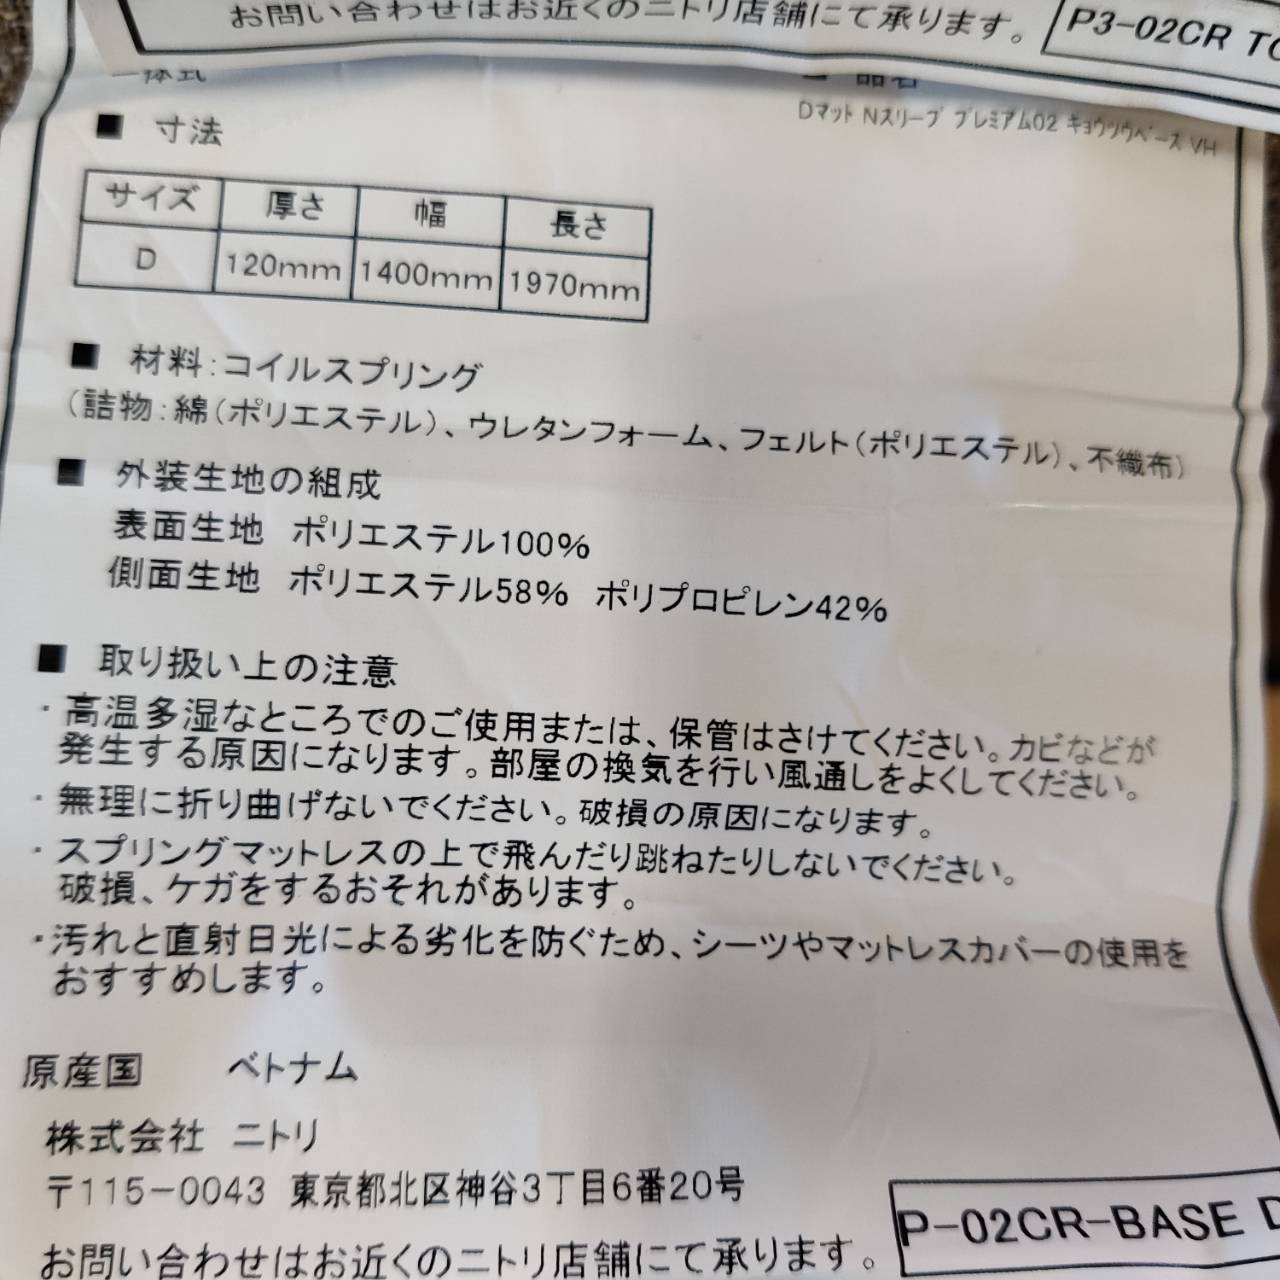 お問い合わせはお近くのニトリ店舗にて承ります。
P3-02CR
一体式
■ 品名
Dマット Nスリープ プレミアム02 キョウツウベース VH
■ 寸法
サイズ 厚さ 幅 長さ
D 120mm 1400mm 1970mm
■ 材料：コイルスプリング
（詰物：綿（ポリエステル）、ウレタンフォーム、フェルト（ポリエステル）、不織布）
■ 外装生地の組成
表面生地 ポリエステル100%
側面生地 ポリエステル58% ポリプロピレン42%
■ 取り扱い上の注意
・高温多湿なところでのご使用または、保管はさけてください。カビなどが
発生する原因になります。部屋の換気を行い風通しをよくしてください。
・無理に折り曲げないでください。破損の原因になります。
・スプリングマットレスの上で飛んだり跳ねたりしないでください。
破損、ケガをするおそれがあります。
・汚れと直射日光による劣化を防ぐため、シーツやマットレスカバーの使用を
おすすめします。
原産国 ベトナム
株式会社 ニトリ
〒115-0043 東京都北区神谷3丁目6番20号
お問い合わせはお近くのニトリ店舗にて承ります。
P-02CR-BASE D